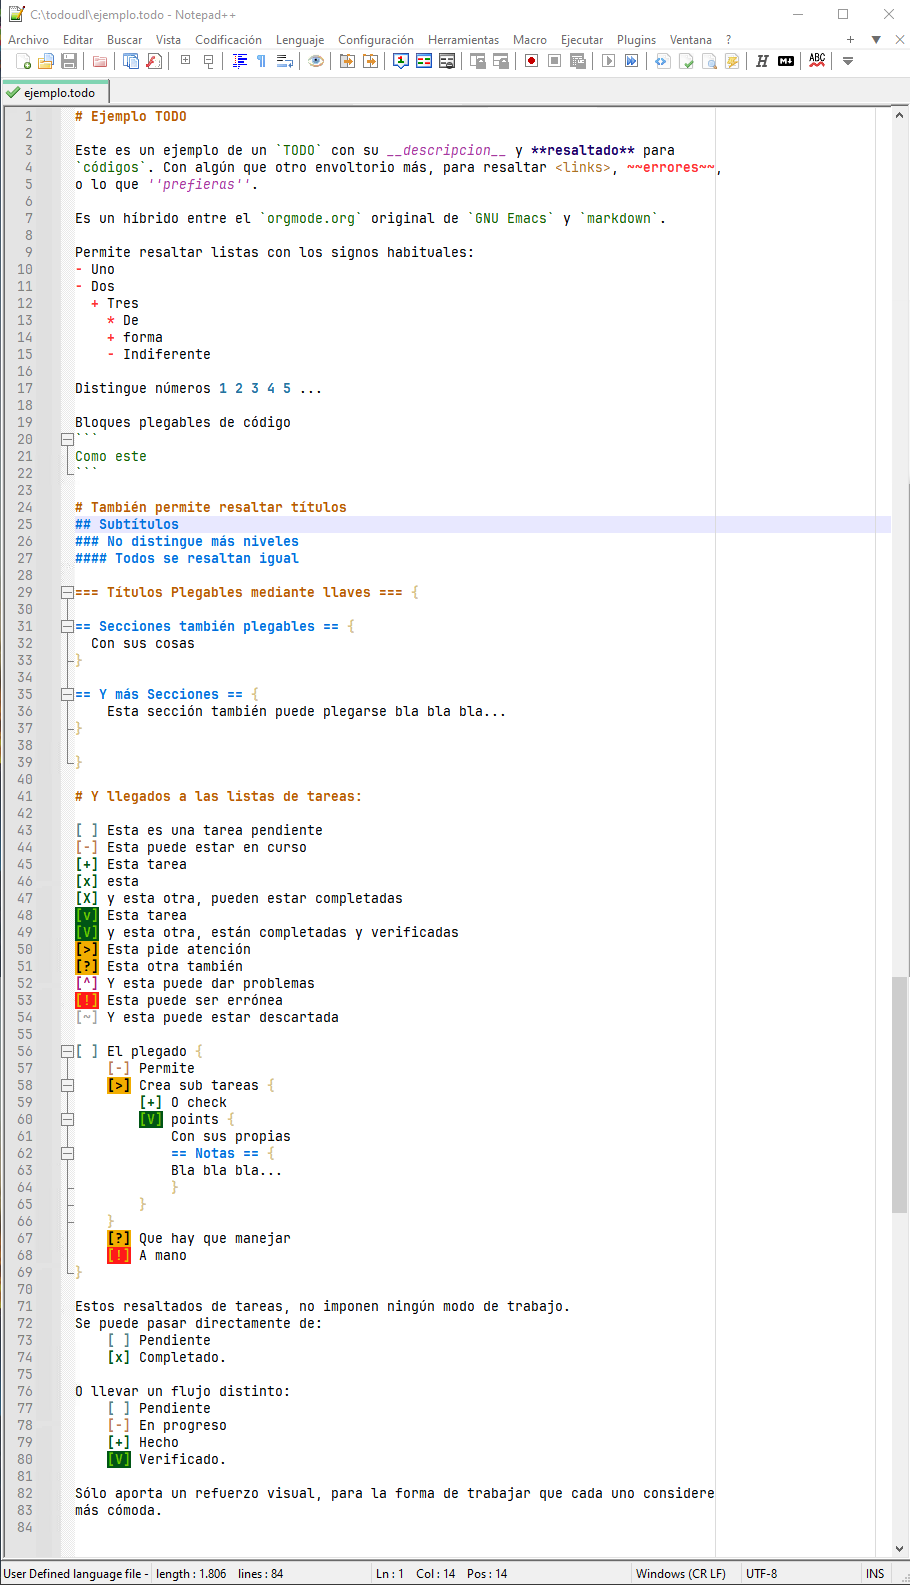 C:\todoudl\ejemplo.todo - Notepad++
Archivo Editar Buscar Vista Codificación Lenguaje Configuración Herramientas Macro Ejecutar Plugins Ventana ?
ejemplo.todo
1 # Ejemplo TODO
2
3 Este es un ejemplo de un `TODO` con su __descripcion__ y **resaltado** para
4 `códigos`. Con algún que otro envoltorio más, para resaltar <links>, ~~errores~~,
5 o lo que ''prefieras''.
6
7 Es un híbrido entre el `orgmode.org` original de `GNU Emacs` y `markdown`.
8
9 Permite resaltar listas con los signos habituales:
10 - Uno
11 - Dos
12 + Tres
13 * De
14 + forma
15 - Indiferente
16
17 Distingue números 1 2 3 4 5 ...
18
19 Bloques plegables de código
20 ```
21 Como este
22 ```
23
24 # También permite resaltar títulos
25 ## Subtítulos
26 ### No distingue más niveles
27 #### Todos se resaltan igual
28
29 === Títulos Plegables mediante llaves === {
30
31 == Secciones también plegables == {
32 Con sus cosas
33 }
34
35 == Y más Secciones == {
36 Esta sección también puede plegarse bla bla bla...
37 }
38
39 }
40
41 # Y llegados a las listas de tareas:
42
43 [ ] Esta es una tarea pendiente
44 [-] Esta puede estar en curso
45 [+] Esta tarea
46 [x] esta
47 [X] y esta otra, pueden estar completadas
48 [v] Esta tarea
49 [V] y esta otra, están completadas y verificadas
50 [>] Esta pide atención
51 [?] Esta otra también
52 [^] Y esta puede dar problemas
53 [!] Esta puede ser errónea
54 [~] Y esta puede estar descartada
55
56 [ ] El plegado {
57 [-] Permite
58 [>] Crea sub tareas {
59 [+] O check
60 [V] points {
61 Con sus propias
62 == Notas == {
63 Bla bla bla...
64 }
65 }
66 }
67 [?] Que hay que manejar
68 [!] A mano
69 }
70
71 Estos resaltados de tareas, no imponen ningún modo de trabajo.
72 Se puede pasar directamente de:
73 [ ] Pendiente
74 [x] Completado.
75
76 O llevar un flujo distinto:
77 [ ] Pendiente
78 [-] En progreso
79 [+] Hecho
80 [V] Verificado.
81
82 Sólo aporta un refuerzo visual, para la forma de trabajar que cada uno considere
83 más cómoda.
84
User Defined language file - length : 1.806 lines : 84 Ln : 1 Col : 14 Pos : 14 Windows (CR LF) UTF-8 INS